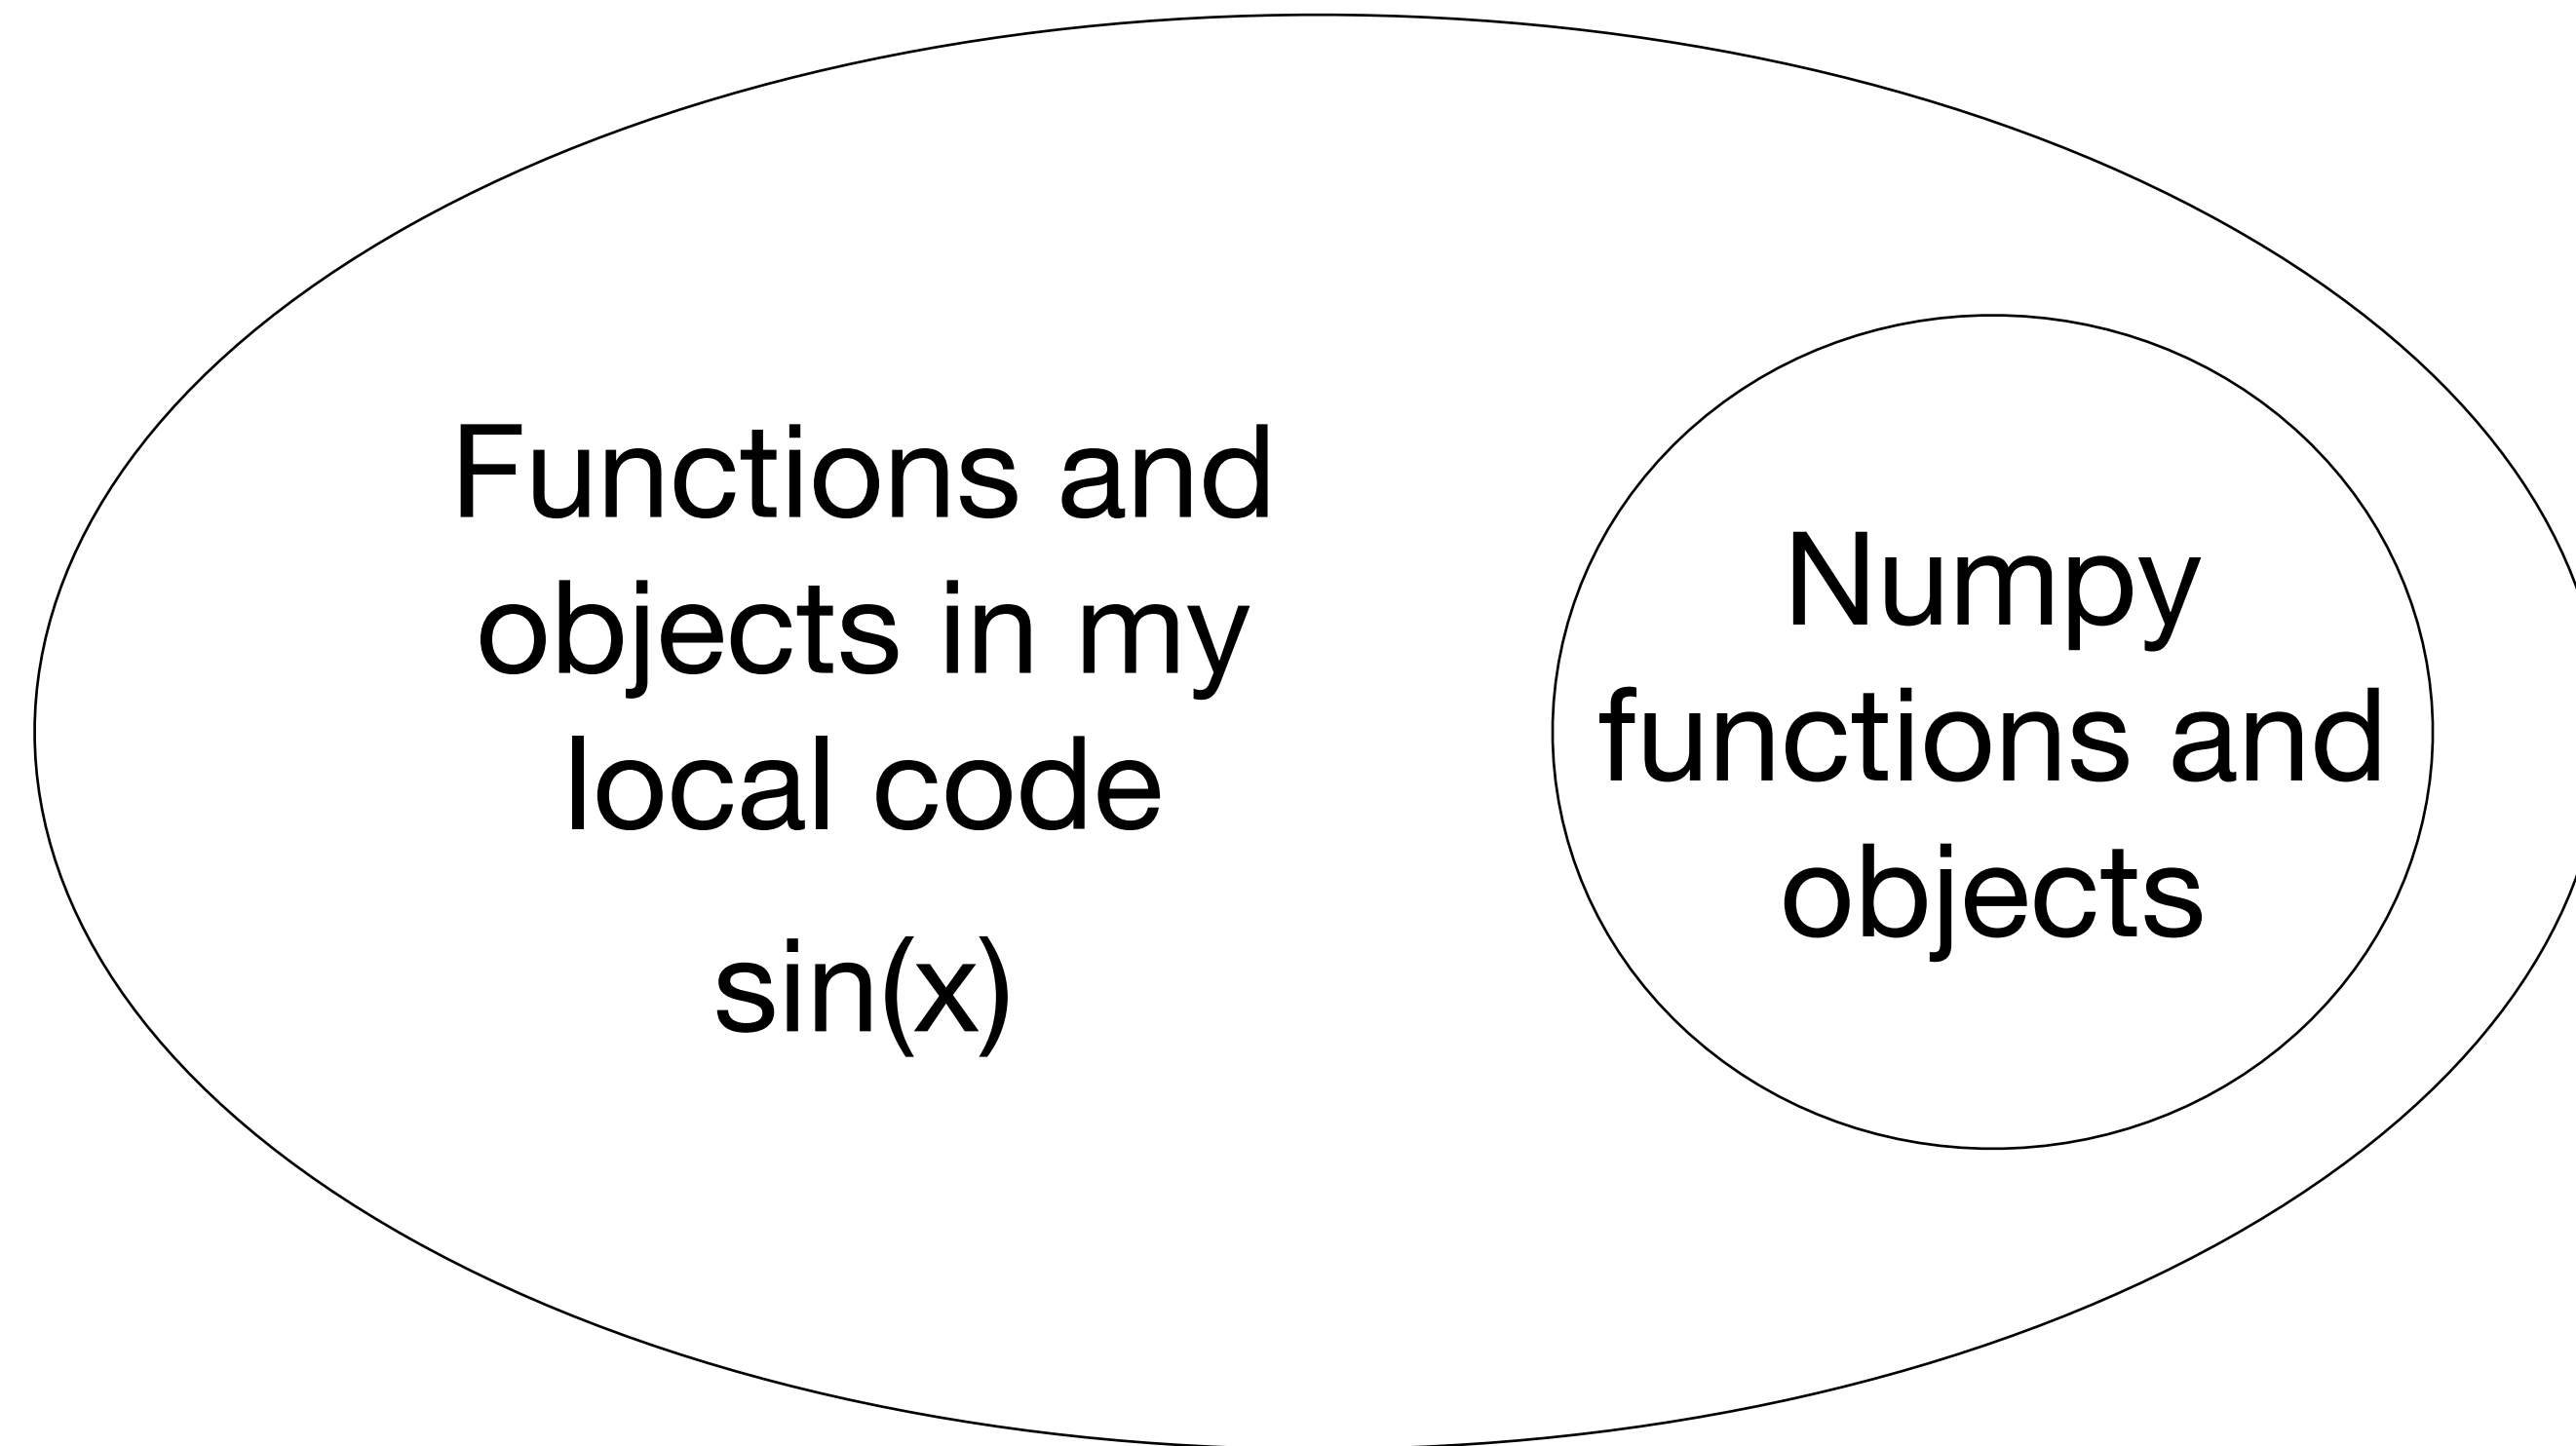 Functions and
objects in my
local code
sin(x)
Numpy
functions and
objects